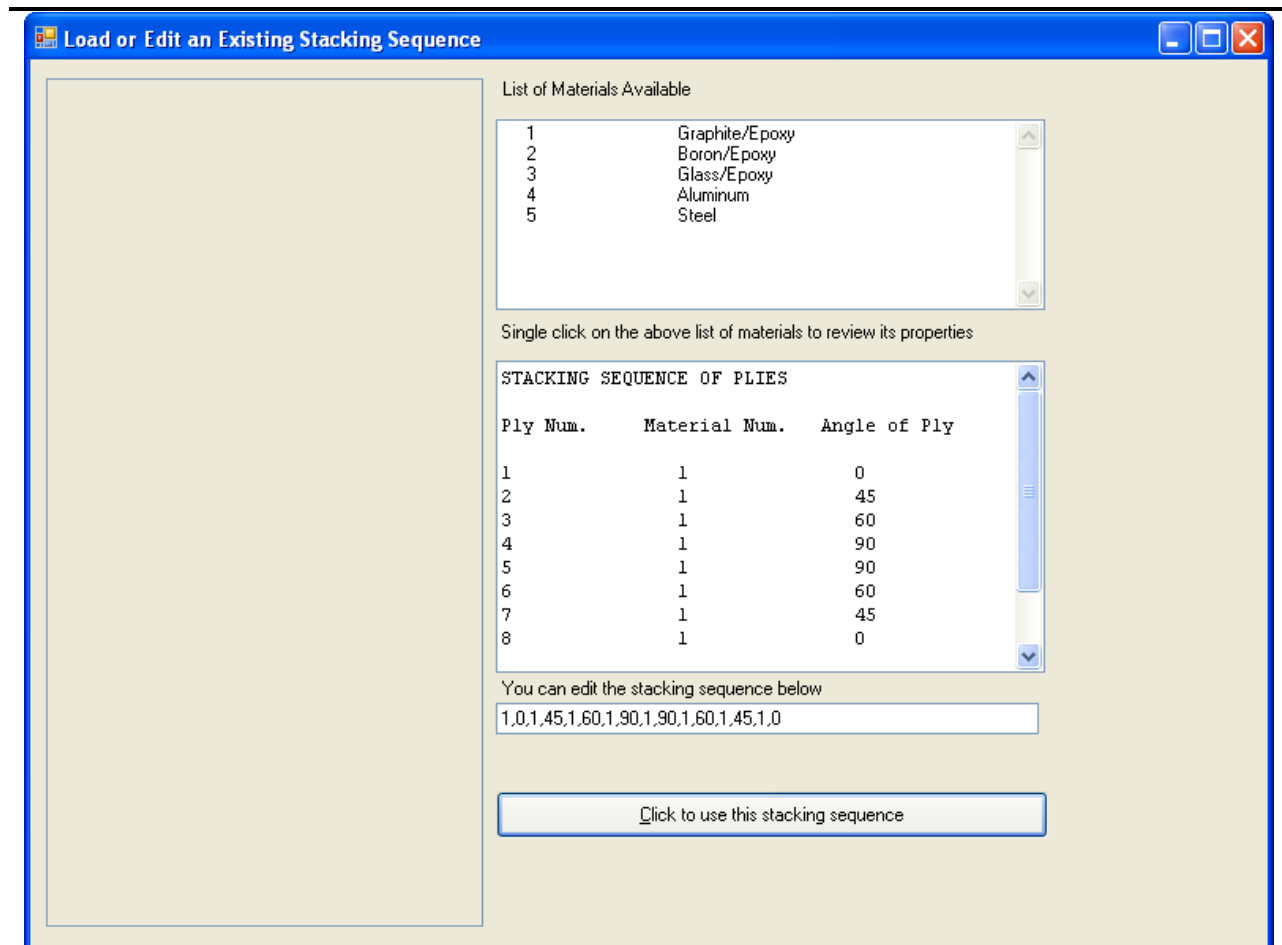 Load or Edit an Existing Stacking Sequence
List of Materials Available
1 Graphite/Epoxy
2 Boron/Epoxy
3 Glass/Epoxy
4 Aluminum
5 Steel
Single click on the above list of materials to review its properties
STACKING SEQUENCE OF PLIES
Ply Num. Material Num. Angle of Ply
1 1 0
2 1 45
3 1 60
4 1 90
5 1 90
6 1 60
7 1 45
8 1 0
You can edit the stacking sequence below
1,0,1,45,1,60,1,90,1,90,1,60,1,45,1,0
Click to use this stacking sequence